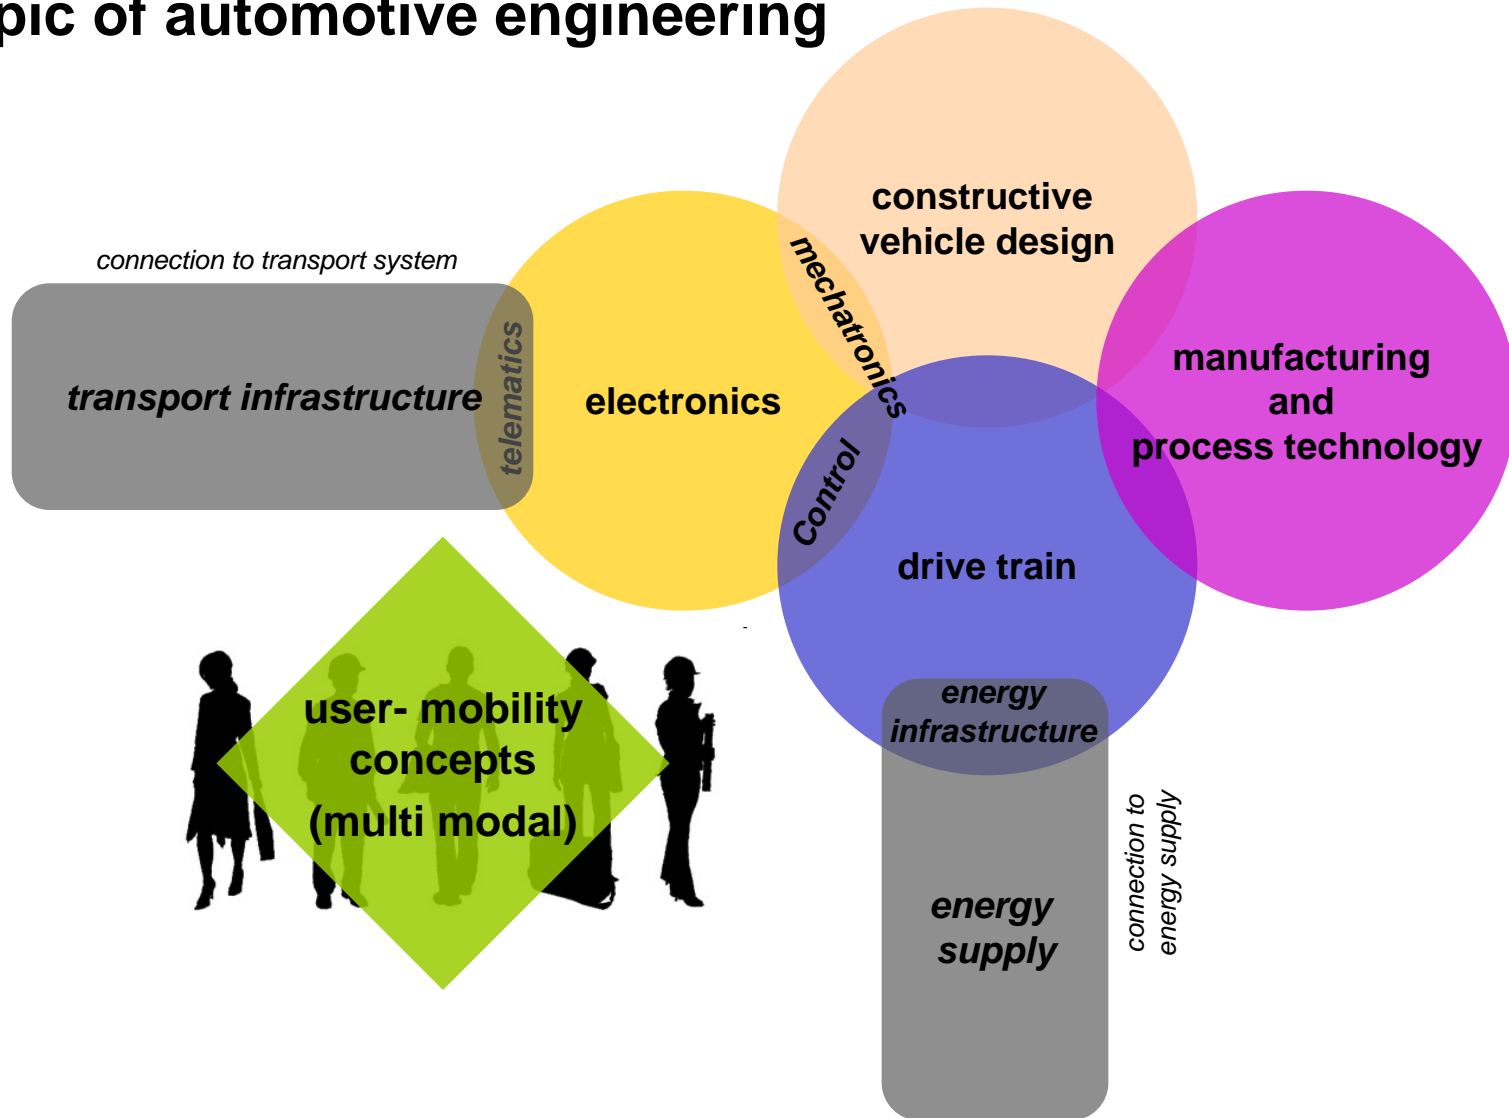 pic of automotive engineering
constructive
vehicle design
mechatronics
connection to transport system
transport infrastructure
telematics
electronics
manufacturing
and
process technology
Control
drive train
-
energy
infrastructure
user- mobility
concepts
(multi modal)
connection to
energy supply
energy
supply